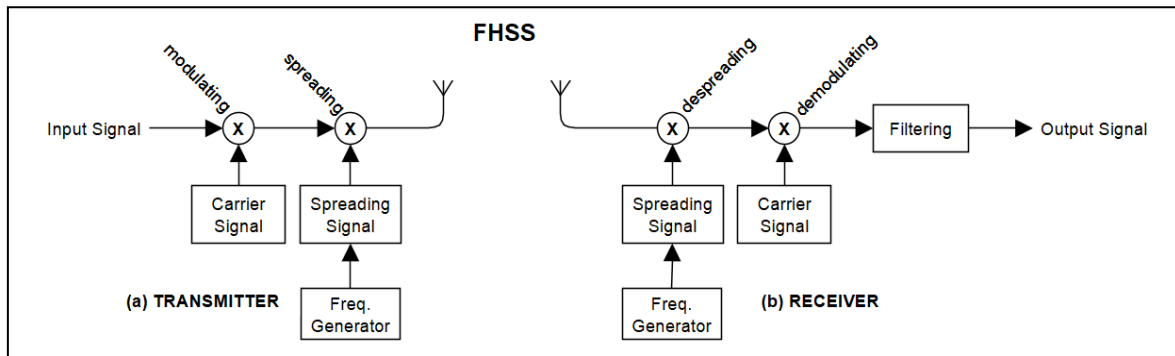 FHSS
modulating
spreading
despreading
demodulating
Input Signal
X
X
X
X
Filtering
Output Signal
Carrier
Signal
Spreading
Signal
Spreading
Signal
Carrier
Signal
(a) TRANSMITTER
Freq.
Generator
Freq.
Generator
(b) RECEIVER